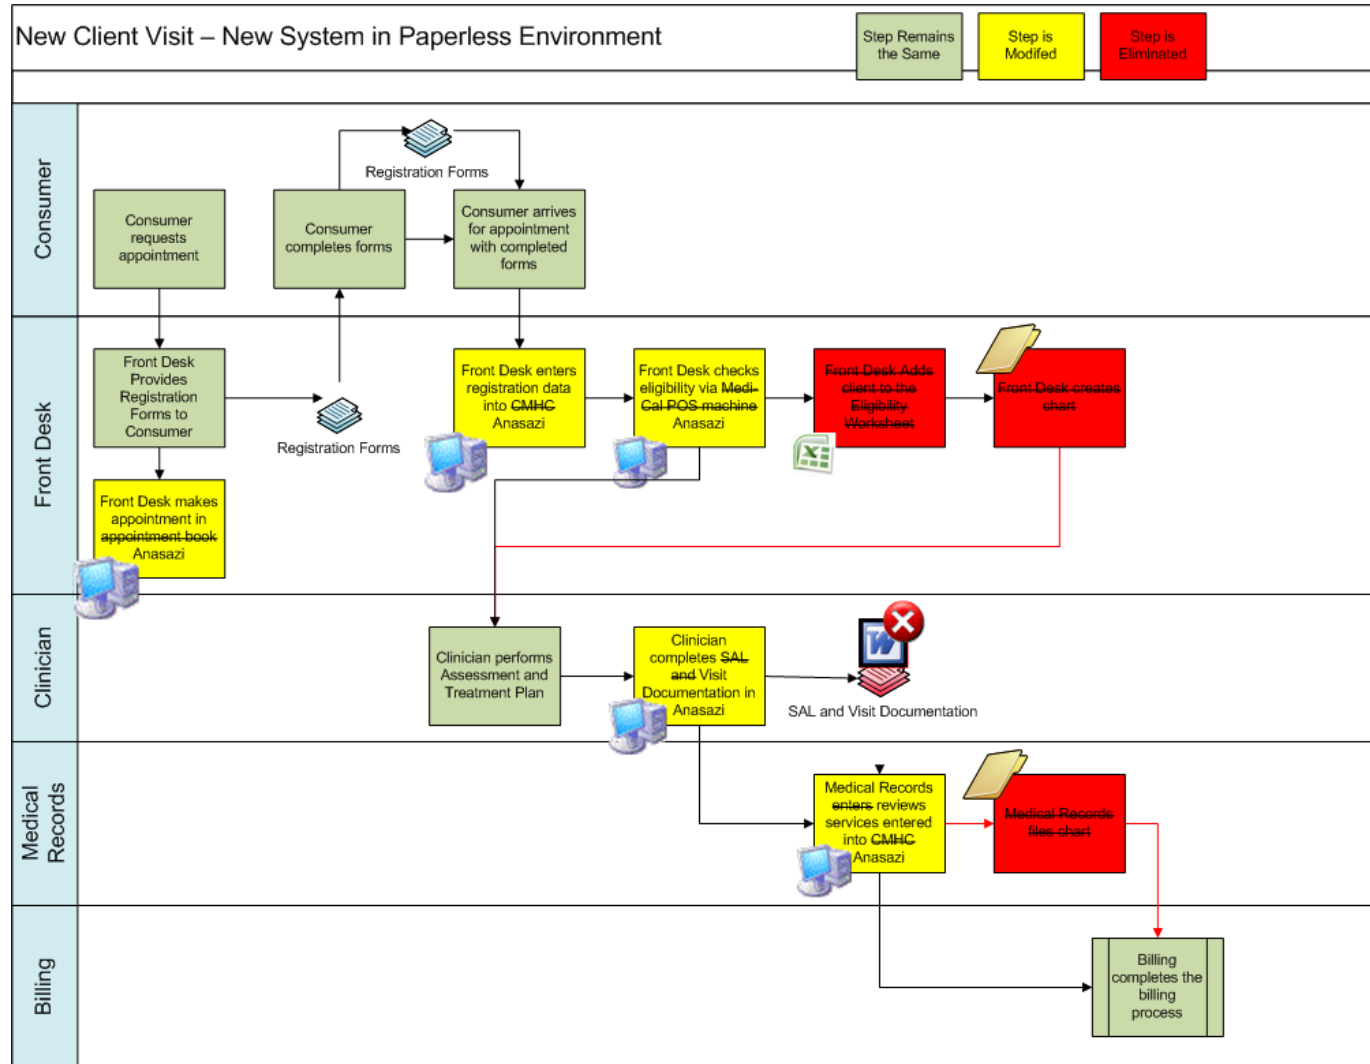 New Client Visit – New System in Paperless Environment
Step Remains
the Same
Step is
Modifed
Step is
Eliminated
Consumer
Registration Forms
Consumer
requests
appointment
Consumer
completes forms
Consumer arrives
for appointment
with completed
forms
Front Desk
Front Desk
Provides
Registration
Forms to
Consumer
Registration Forms
Front Desk enters
registration data
into CMHC
Anasazi
Front Desk checks
eligibility via Medi-
Cal POS machine
Anasazi
Front Desk Adds
client to the
Eligibility
Worksheet
Front Desk creates
chart
Front Desk makes
appointment in
appointment book
Anasazi
Clinician
Clinician performs
Assessment and
Treatment Plan
Clinician
completes SAL
and Visit
Documentation in
Anasazi
W
SAL and Visit Documentation
Medical
Records
Medical Records
enters reviews
services entered
into CMHC
Anasazi
Medical Records
files chart
Billing
Billing
completes the
billing
process